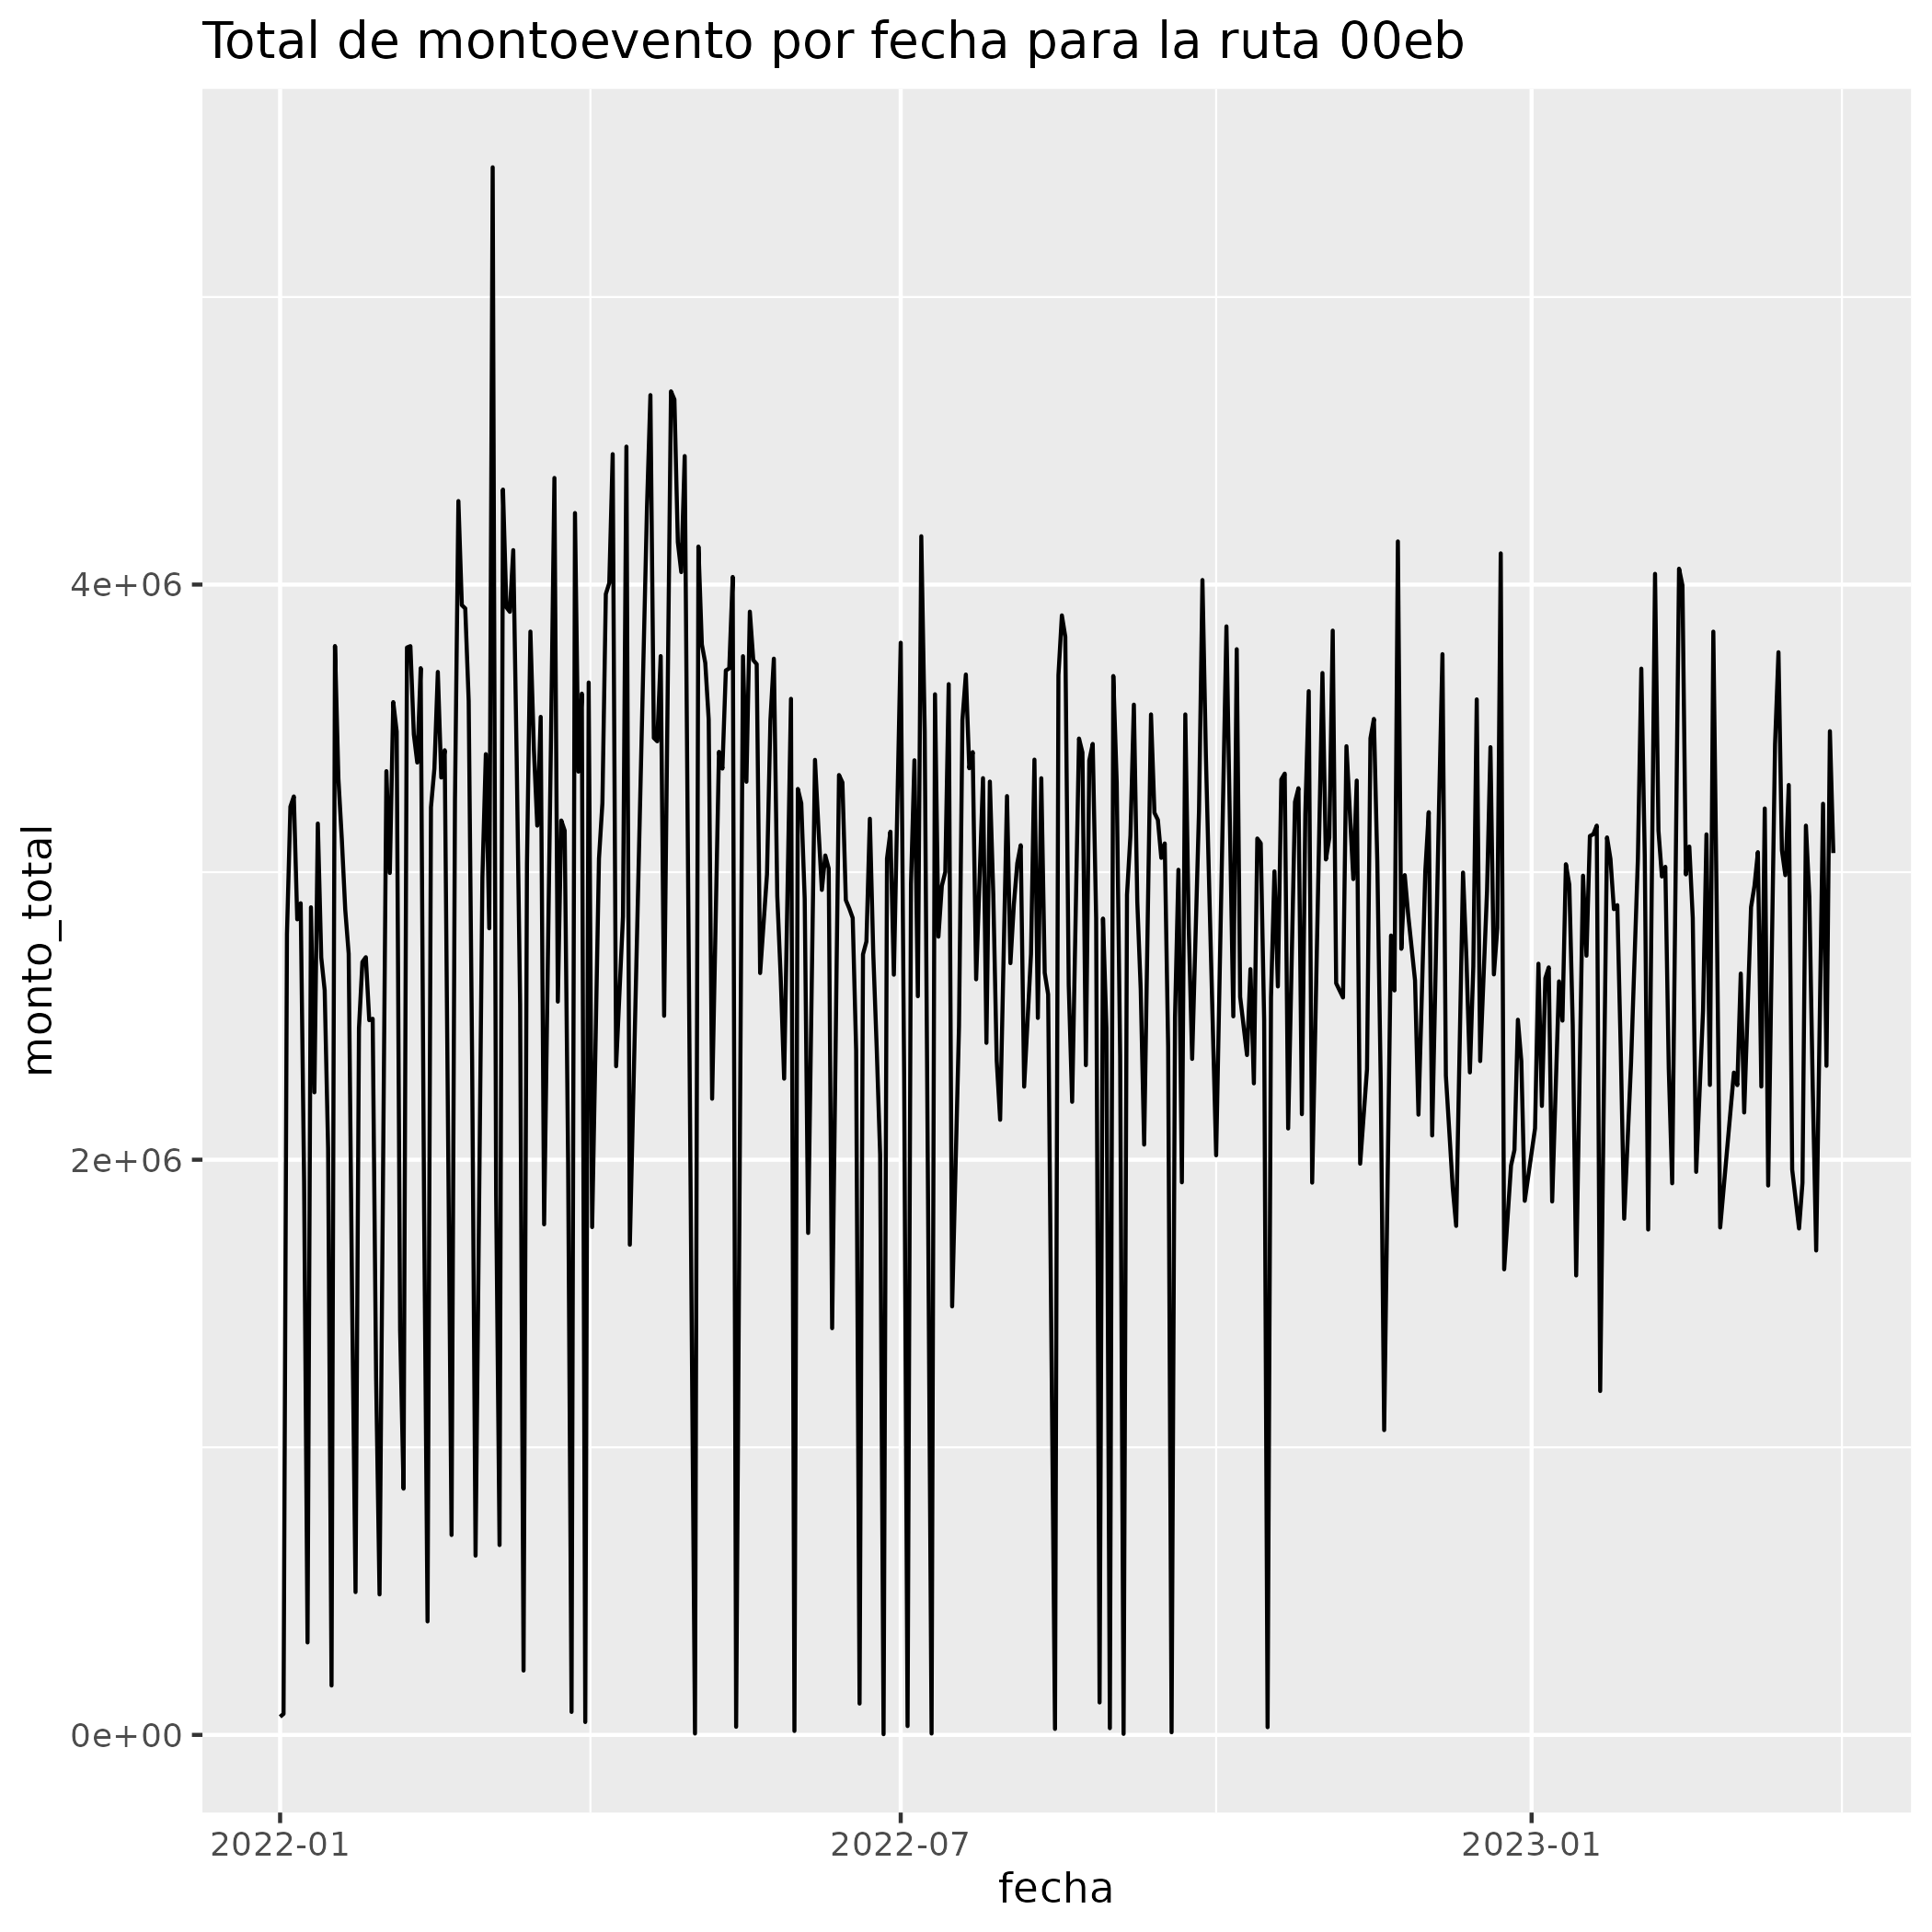 Total de montoevento por fecha para la ruta 00eb
monto_total
4e+06
2e+06
0e+00
2022-01
2022-07
2023-01
fecha